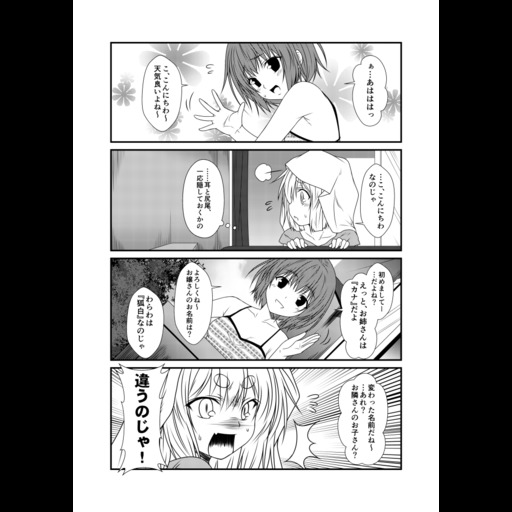 ぁ…あはははっ
こ、こんにちわ～
天気良いよね～
…こ、こんにちわ
なのじゃ
……耳と尻尾、
一応隠しておくかの
初めまして～
…だよね？
えっと、お姉さんは
『カナ』だよ
よろしくね～
お嬢さんのお名前は？
わらわは
『狐白』なのじゃ
変わった名前だね～
…あれ？
お隣さんのお子さん？
違うのじゃ！